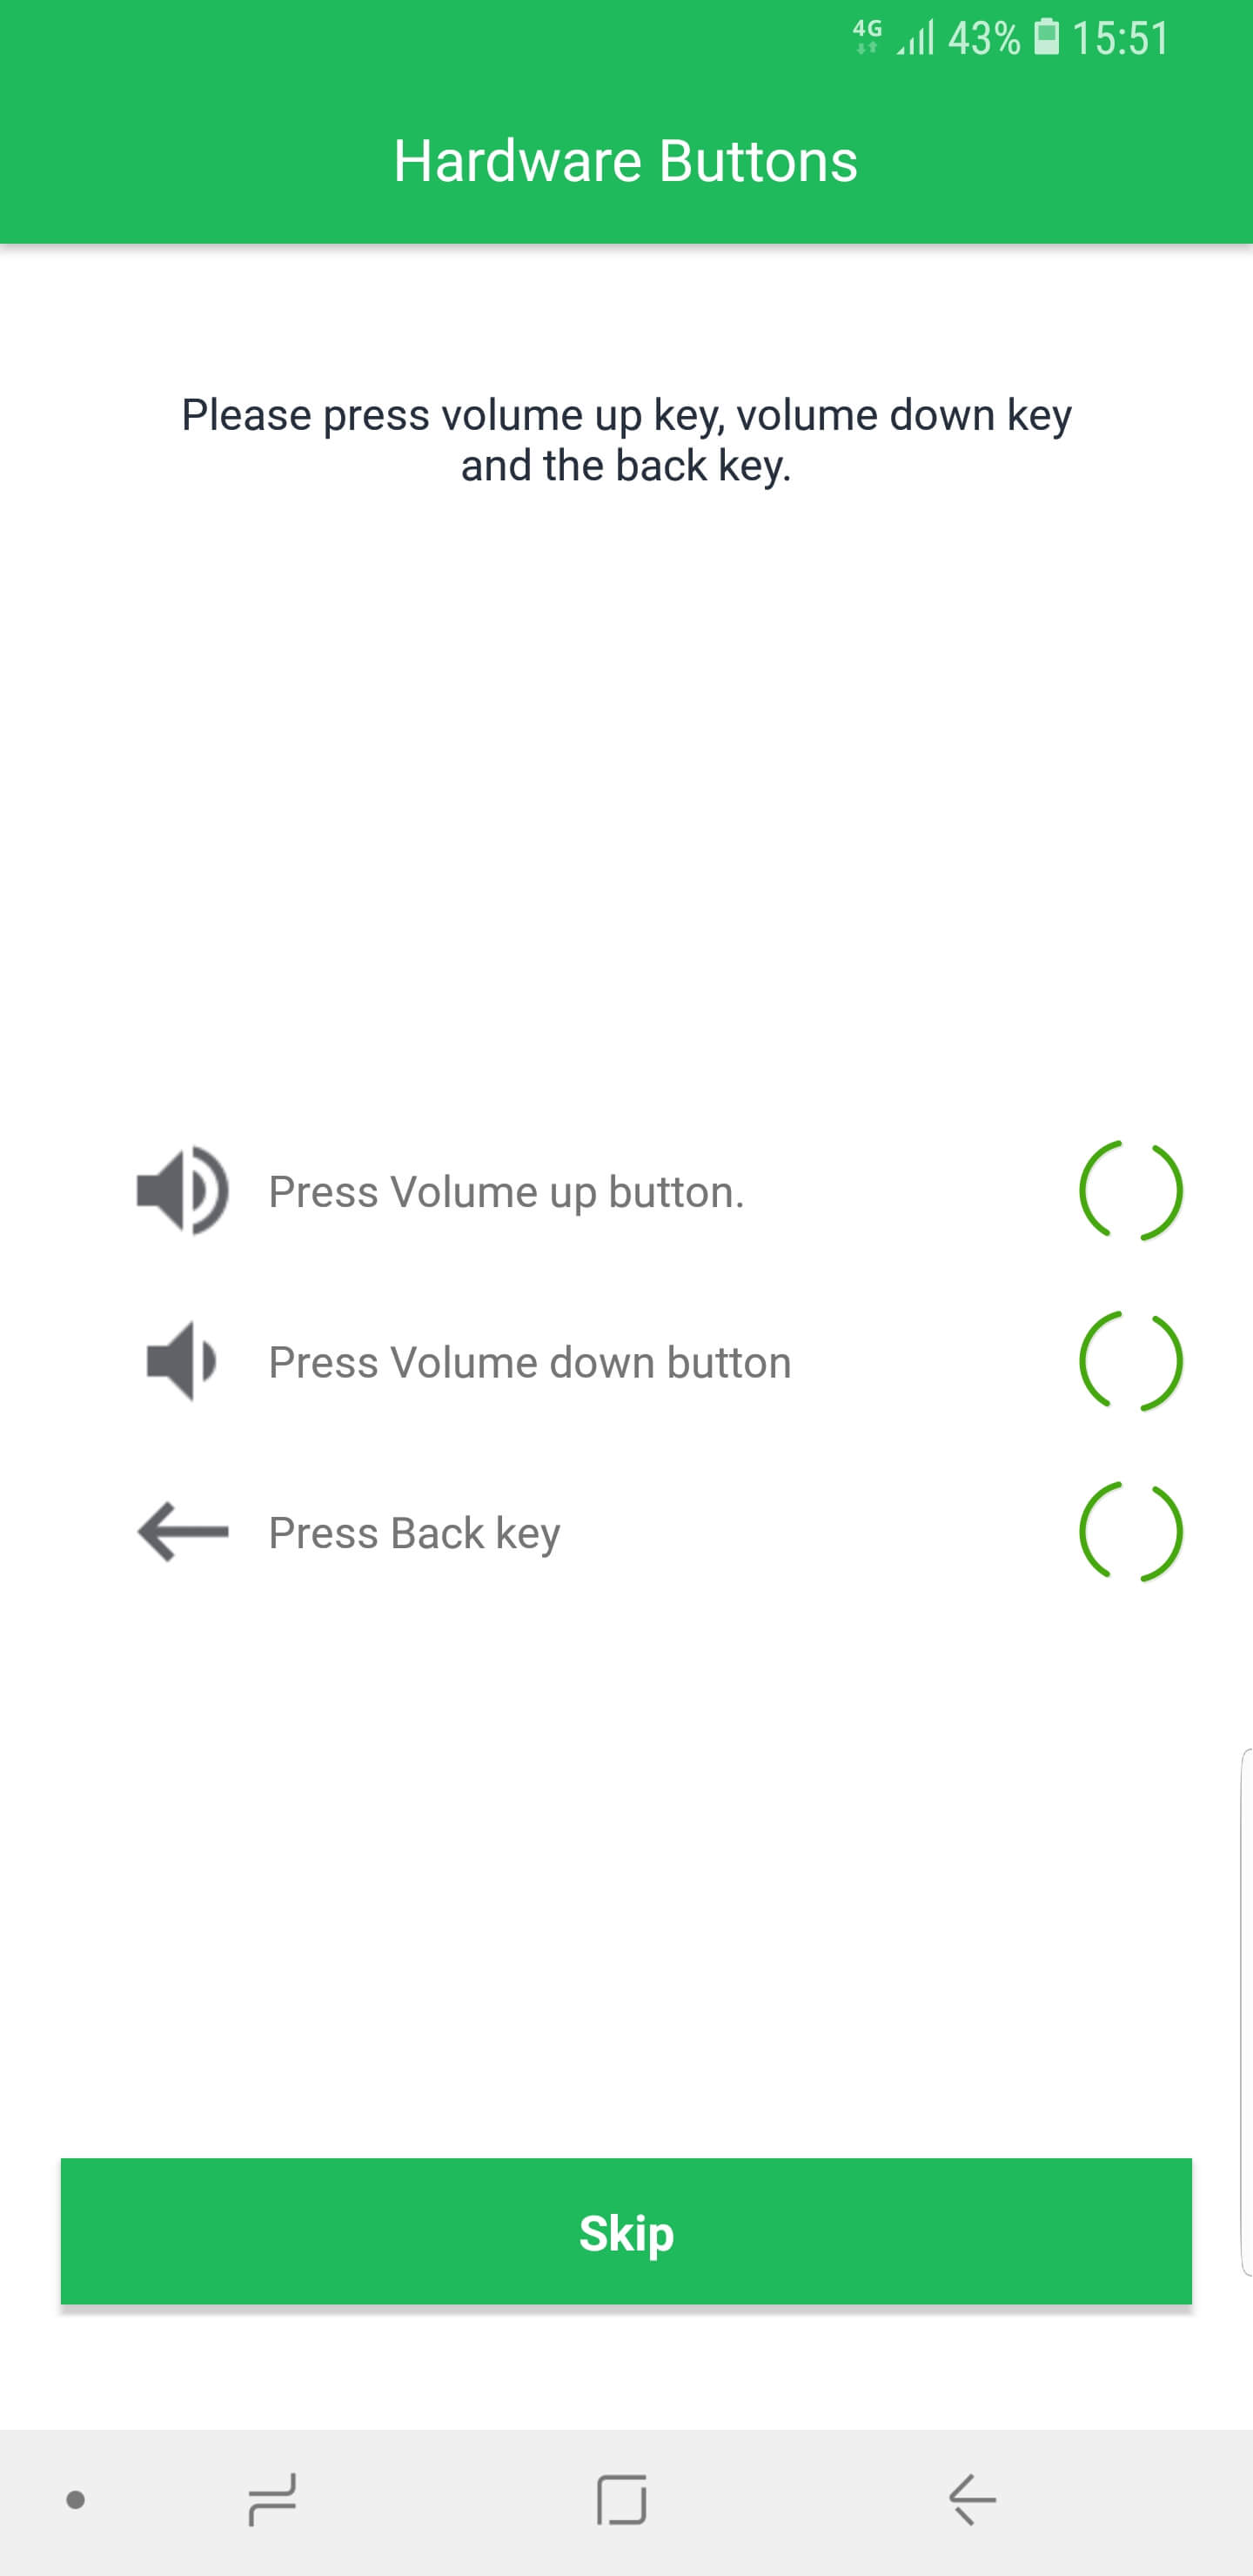 4G 43% 15:51
Hardware Buttons
Please press volume up key, volume down key
and the back key.
Press Volume up button.
Press Volume down button
Press Back key
Skip